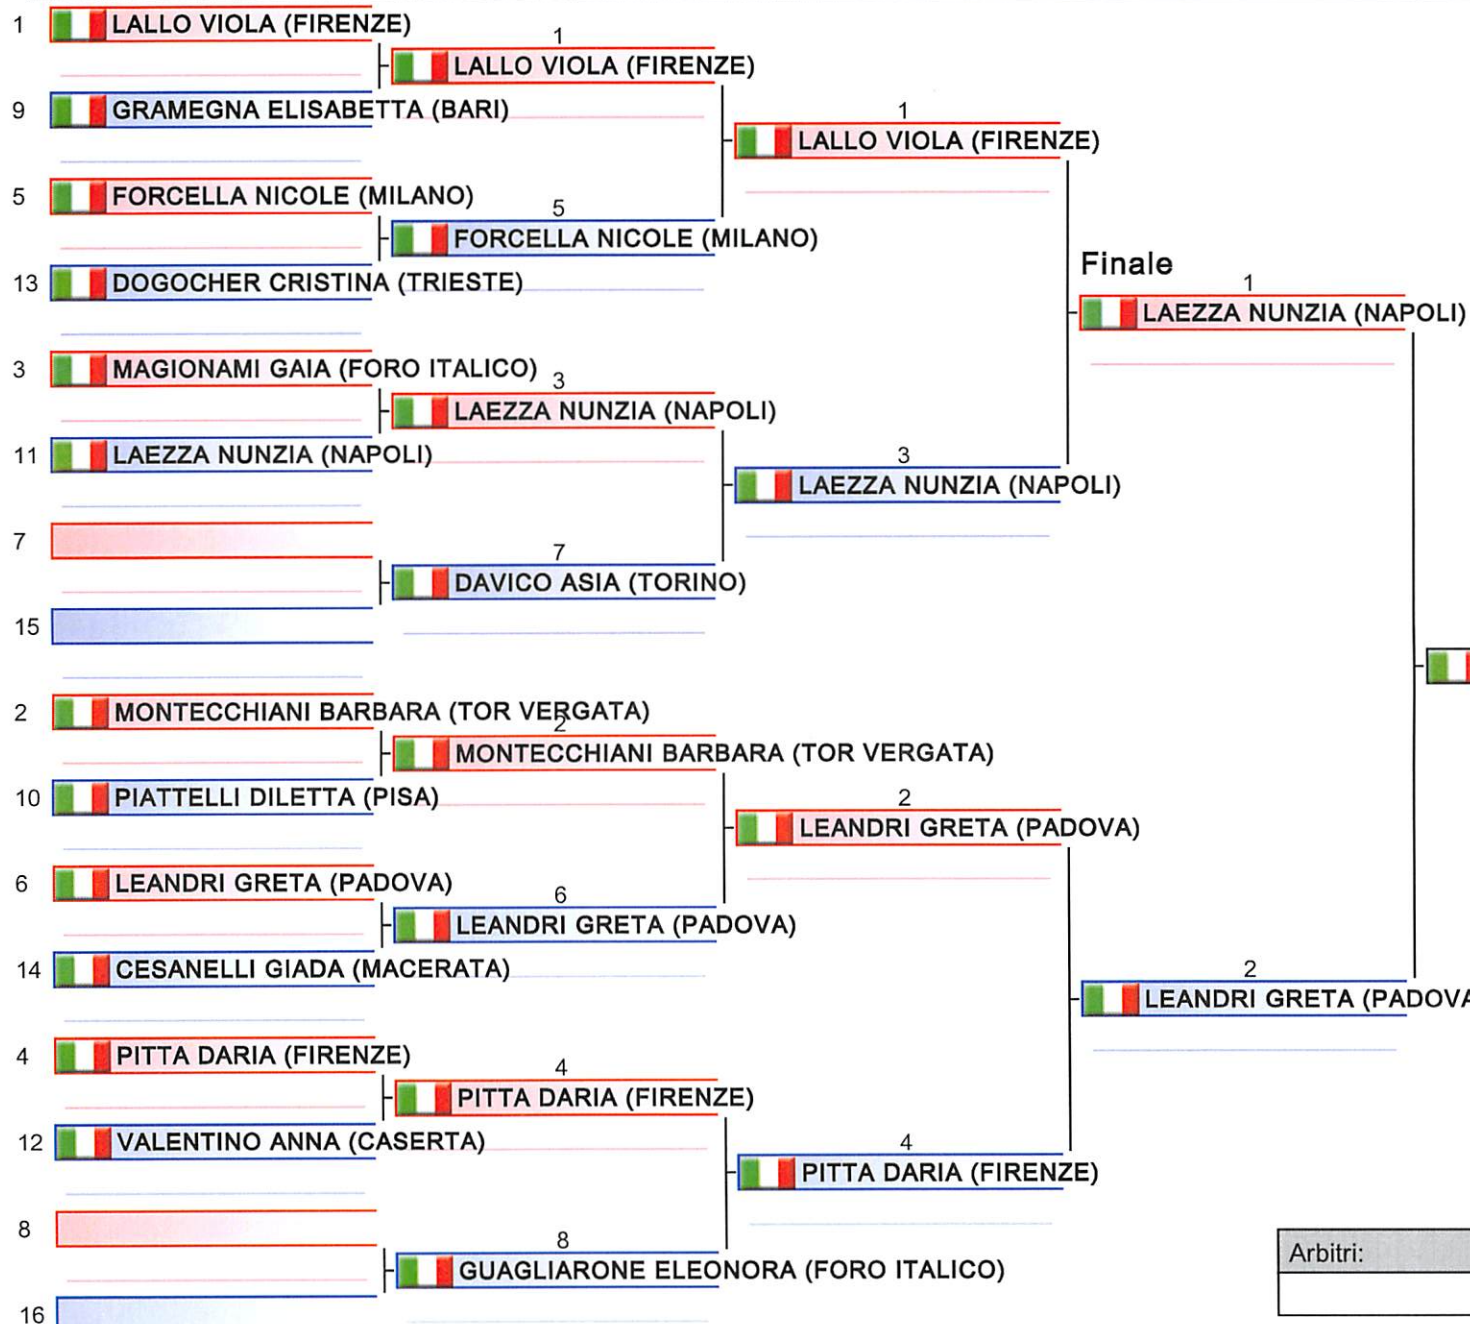 1 LALLO VIOLA (FIRENZE)
1
LALLO VIOLA (FIRENZE)
9 GRAMEGNA ELISABETTA (BARI)
1
LALLO VIOLA (FIRENZE)
5 FORCELLA NICOLE (MILANO)
5
FORCELLA NICOLE (MILANO)
13 DOGOCHER CRISTINA (TRIESTE)
Finale
1
LAEZZA NUNZIA (NAPOLI)
3 MAGIONAMI GAIA (FORO ITALICO)
3
LAEZZA NUNZIA (NAPOLI)
11 LAEZZA NUNZIA (NAPOLI)
3
LAEZZA NUNZIA (NAPOLI)
7
7
DAVICO ASIA (TORINO)
15
2 MONTECCHIANI BARBARA (TOR VERGATA)
2
MONTECCHIANI BARBARA (TOR VERGATA)
10 PIATTELLI DILETTA (PISA)
2
LEANDRI GRETA (PADOVA)
6 LEANDRI GRETA (PADOVA)
6
LEANDRI GRETA (PADOVA)
14 CESANELLI GIADA (MACERATA)
2
LEANDRI GRETA (PADOVA
4 PITTA DARIA (FIRENZE)
4
PITTA DARIA (FIRENZE)
12 VALENTINO ANNA (CASERTA)
4
PITTA DARIA (FIRENZE)
8
8
GUAGLIARONE ELEONORA (FORO ITALICO)
16
Arbitri: